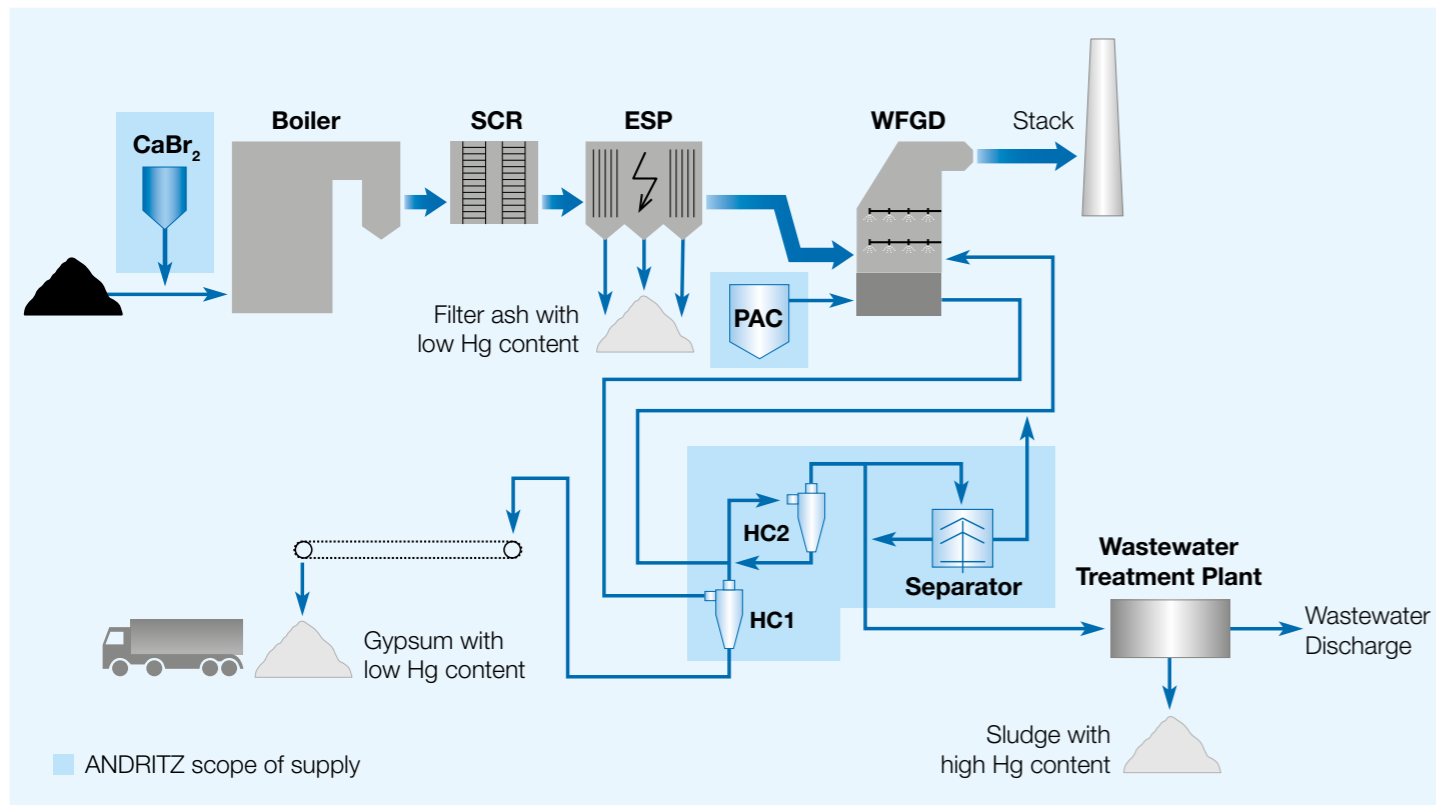 Boiler
SCR
ESP
WFGD
Stack
CaBr₂
Filter ash with
low Hg content
PAC
HC2
Separator
HC1
Wastewater
Treatment Plant
Wastewater
Discharge
Gypsum with
low Hg content
Sludge with
high Hg content
ANDRITZ scope of supply